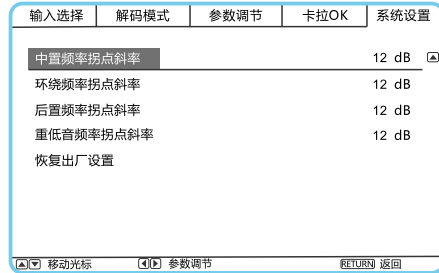 输入选择 解码模式 参数调节 卡拉OK 系统设置
中置频率拐点斜率 12 dB
环绕频率拐点斜率 12 dB
后置频率拐点斜率 12 dB
重低音频率拐点斜率 12 dB
恢复出厂设置
移动光标 参数调节 RETURN 返回